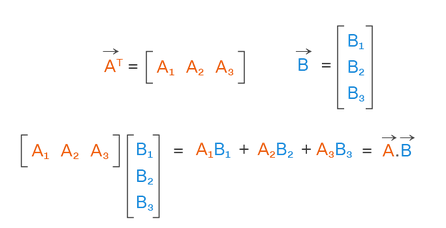 A⃗ᵀ = [ A₁ A₂ A₃ ]  B⃗ = [ B₁
B₂
B₃ ]
[ A₁ A₂ A₃ ] [ B₁ = A₁B₁ + A₂B₂ + A₃B₃ = A⃗.B⃗
B₂
B₃ ]